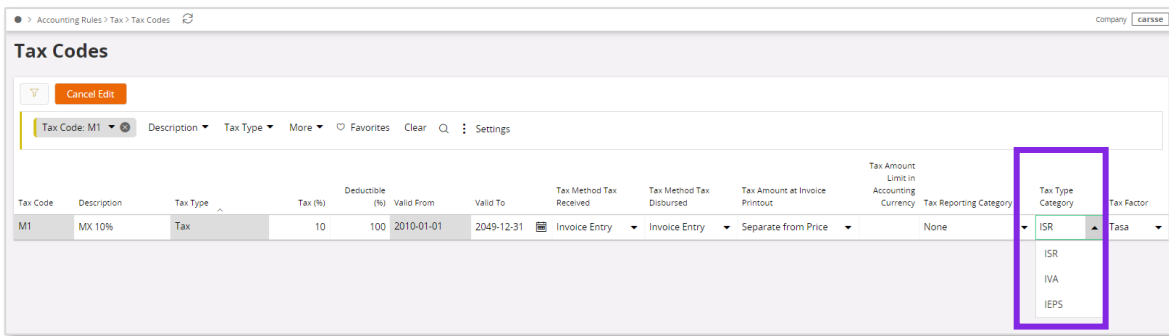 > Accounting Rules > Tax > Tax Codes
Company carsse
Tax Codes
Cancel Edit
Tax Code: M1 Description Tax Type More Favorites Clear Settings
Tax Code Description Tax Type Tax (%) Deductible (%) Valid From Valid To Tax Method Tax Received Tax Method Tax Disbursed Tax Amount at Invoice Printout Tax Amount Limit in Accounting Currency Tax Reporting Category Tax Type Category Tax Factor
M1 MX 10% Tax 10 100 2010-01-01 2049-12-31 Invoice Entry Invoice Entry Separate from Price None ISR Tasa
ISR
IVA
IEPS